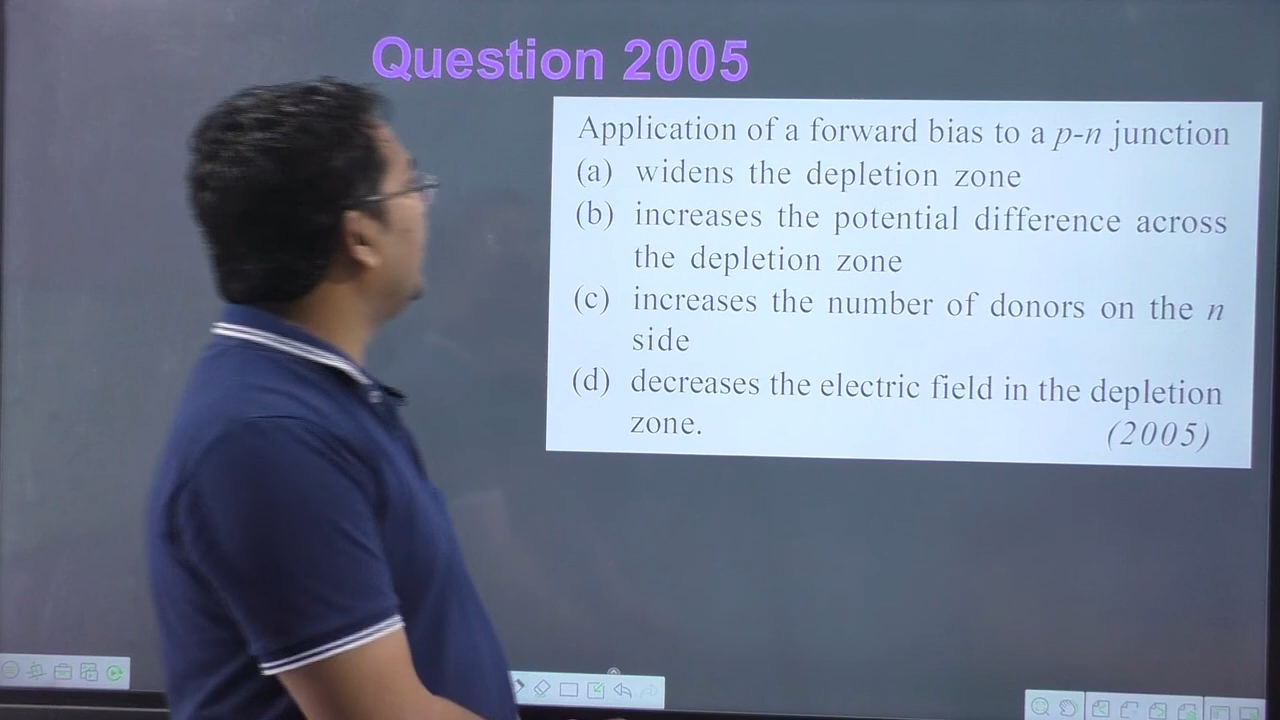 Question 2005
Application of a forward bias to a p-n junction
(a) widens the depletion zone
(b) increases the potential difference across
the depletion zone
(c) increases the number of donors on the n
side
(d) decreases the electric field in the depletion
zone. (2005)